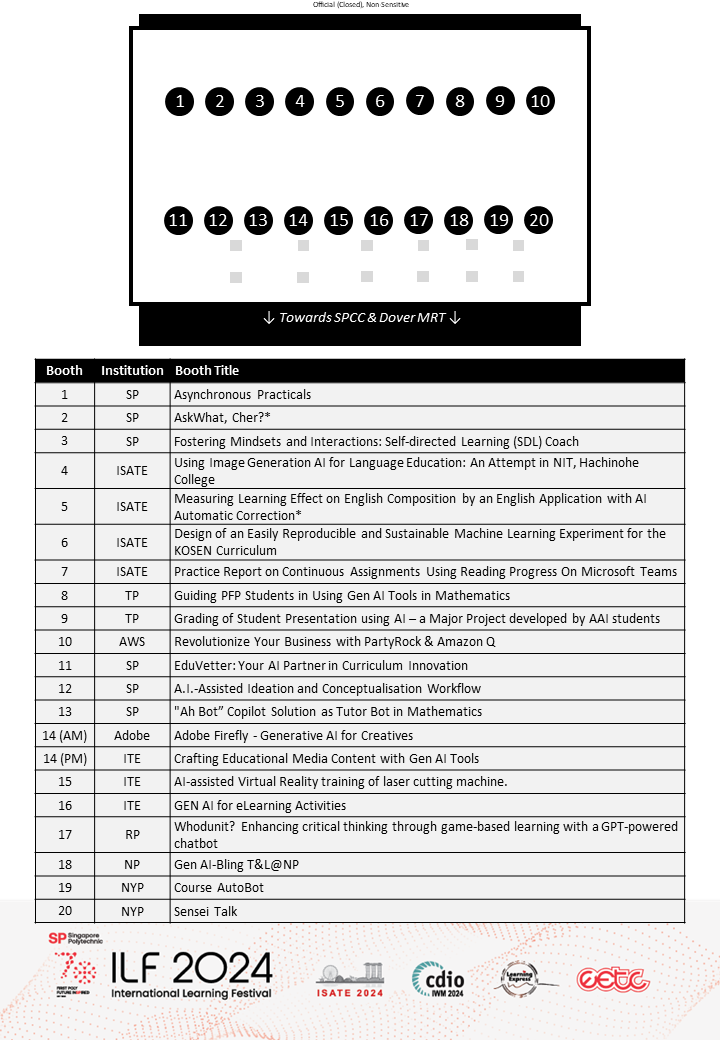 Official (Closed), Non-Sensitive
1 2 3 4 5 6 7 8 9 10
11 12 13 14 15 16 17 18 19 20
↓ Towards SPCC & Dover MRT ↓
Booth Institution Booth Title
1 SP Asynchronous Practicals
2 SP AskWhat, Cher?*
3 SP Fostering Mindsets and Interactions: Self-directed Learning (SDL) Coach
4 ISATE Using Image Generation AI for Language Education: An Attempt in NIT, Hachinohe
College
5 ISATE Measuring Learning Effect on English Composition by an English Application with AI
Automatic Correction*
6 ISATE Design of an Easily Reproducible and Sustainable Machine Learning Experiment for the
KOSEN Curriculum
7 ISATE Practice Report on Continuous Assignments Using Reading Progress On Microsoft Teams
8 TP Guiding PFP Students in Using Gen AI Tools in Mathematics
9 TP Grading of Student Presentation using AI – a Major Project developed by AAI students
10 AWS Revolutionize Your Business with PartyRock & Amazon Q
11 SP EduVetter: Your AI Partner in Curriculum Innovation
12 SP A.I.-Assisted Ideation and Conceptualisation Workflow
13 SP "Ah Bot” Copilot Solution as Tutor Bot in Mathematics
14 (AM) Adobe Adobe Firefly - Generative AI for Creatives
14 (PM) ITE Crafting Educational Media Content with Gen AI Tools
15 ITE AI-assisted Virtual Reality training of laser cutting machine.
16 ITE GEN AI for eLearning Activities
17 RP Whodunit? Enhancing critical thinking through game-based learning with a GPT-powered
chatbot
18 NP Gen AI-Bling T&L@NP
19 NYP Course AutoBot
20 NYP Sensei Talk
SP Singapore
Polytechnic
70
FIRST POLY
FUTURE INSPIRED
ILF 2024
International Learning Festival
ISATE 2024
cdio
IWM 2024
Learning
Express
eetc